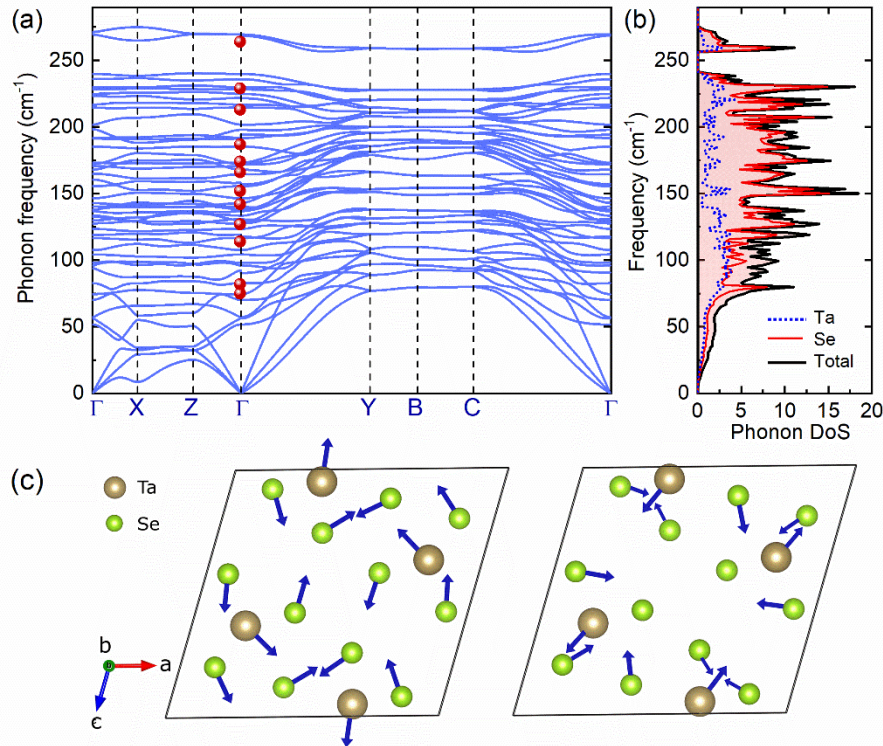 (a)
(b)
Phonon frequency (cm⁻¹)
250
200
150
100
50
0
Γ X Z Γ Y B C Γ
Frequency (cm⁻¹)
250
200
150
100
50
0
Ta
Se
Total
0 5 10 15 20
Phonon DoS
(c)
Ta
Se
b
b
a
c